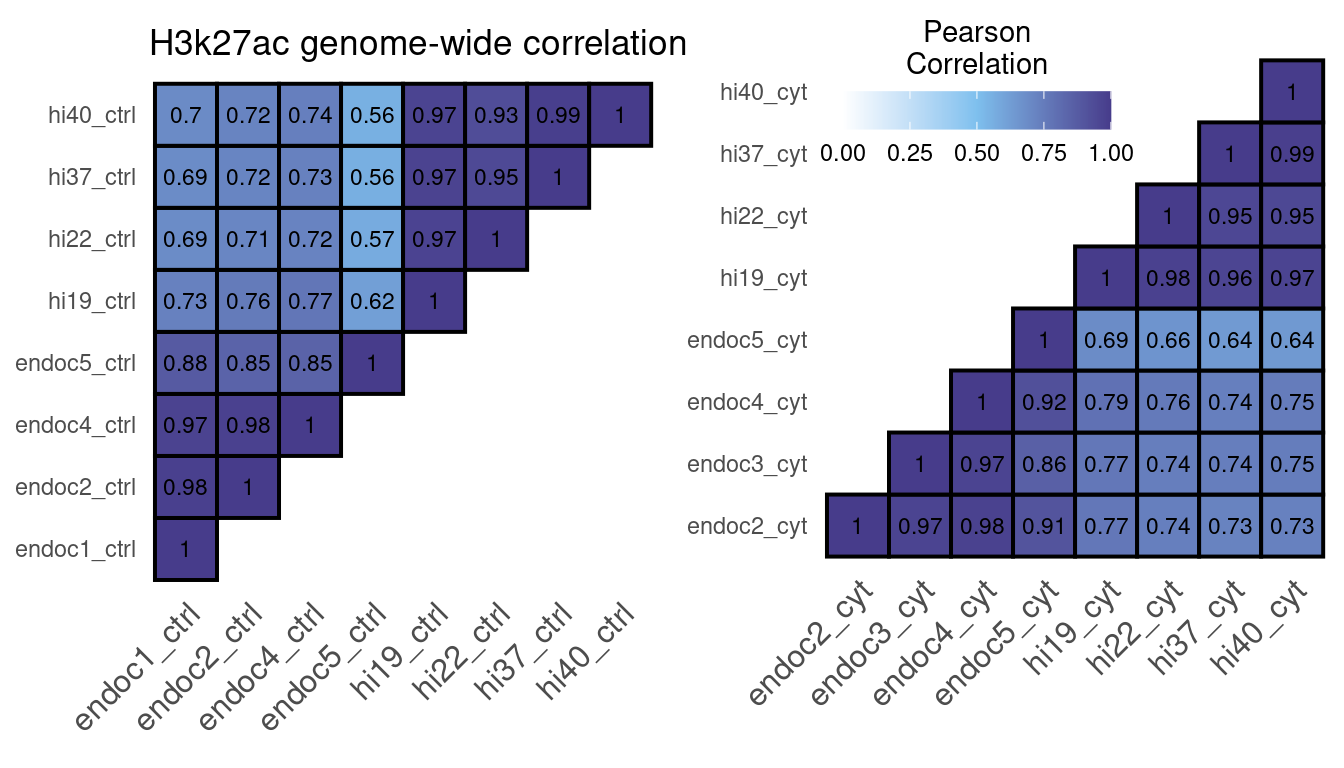 H3k27ac genome-wide correlation
hi40_ctrl 0.7 0.72 0.74 0.56 0.97 0.93 0.99 1
hi37_ctrl 0.69 0.72 0.73 0.56 0.97 0.95 1
hi22_ctrl 0.69 0.71 0.72 0.57 0.97 1
hi19_ctrl 0.73 0.76 0.77 0.62 1
endoc5_ctrl 0.88 0.85 0.85 1
endoc4_ctrl 0.97 0.98 1
endoc2_ctrl 0.98 1
endoc1_ctrl 1
endoc1_ctrl endoc2_ctrl endoc4_ctrl endoc5_ctrl hi19_ctrl hi22_ctrl hi37_ctrl hi40_ctrl
Pearson
Correlation
0.00 0.25 0.50 0.75 1.00
hi40_cyt 1
hi37_cyt 1 0.99
hi22_cyt 1 0.95 0.95
hi19_cyt 1 0.98 0.96 0.97
endoc5_cyt 1 0.69 0.66 0.64 0.64
endoc4_cyt 1 0.92 0.79 0.76 0.74 0.75
endoc3_cyt 1 0.97 0.86 0.77 0.74 0.74 0.75
endoc2_cyt 1 0.97 0.98 0.91 0.77 0.74 0.73 0.73
endoc2_cyt endoc3_cyt endoc4_cyt endoc5_cyt hi19_cyt hi22_cyt hi37_cyt hi40_cyt